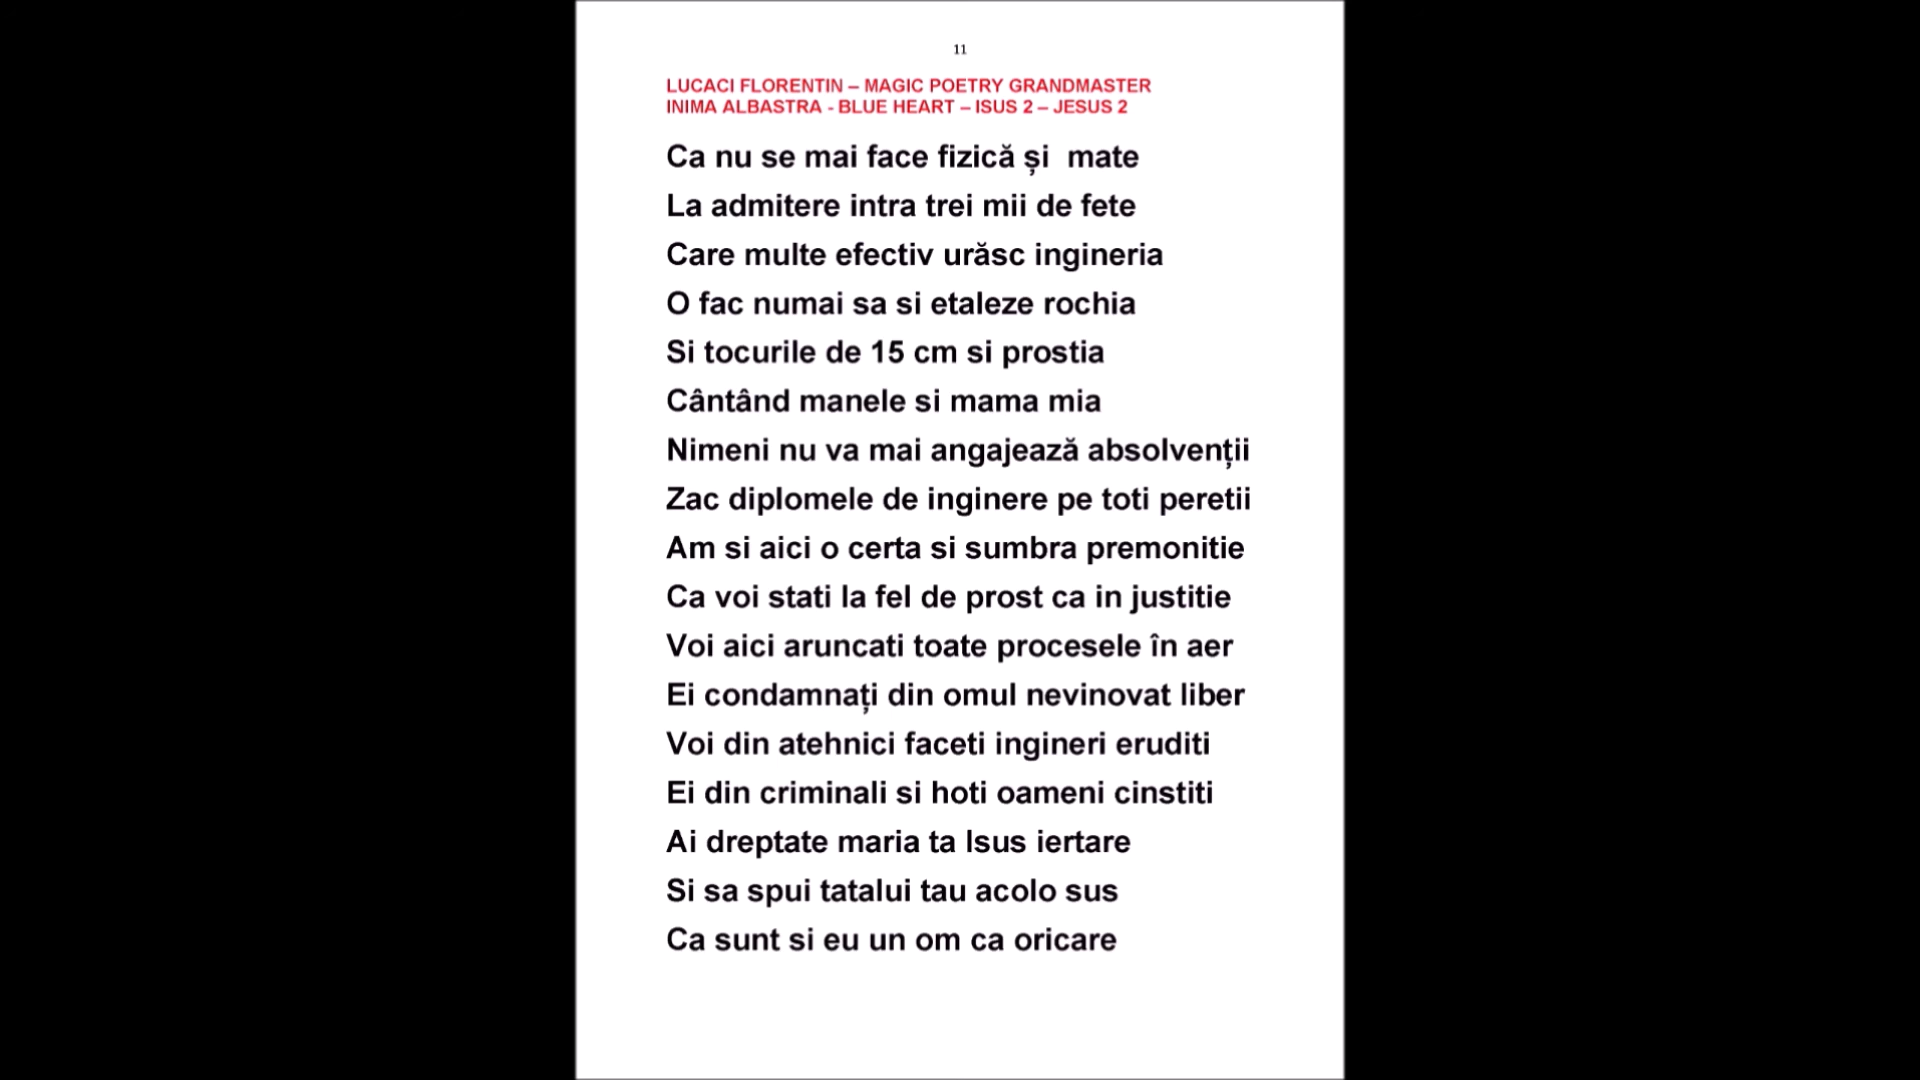 11
LUCACI FLORENTIN – MAGIC POETRY GRANDMASTER
INIMA ALBASTRA - BLUE HEART – ISUS 2 – JESUS 2
Ca nu se mai face fizică și  mate
La admitere intra trei mii de fete
Care multe efectiv urăsc ingineria
O fac numai sa si etaleze rochia
Si tocurile de 15 cm si prostia
Cântând manele si mama mia
Nimeni nu va mai angajează absolvenții
Zac diplomele de inginere pe toti peretii
Am si aici o certa si sumbra premonitie
Ca voi stati la fel de prost ca in justitie
Voi aici aruncati toate procesele în aer
Ei condamnați din omul nevinovat liber
Voi din atehnici faceti ingineri eruditi
Ei din criminali si hoti oameni cinstiti
Ai dreptate maria ta Isus iertare
Si sa spui tatalui tau acolo sus
Ca sunt si eu un om ca oricare